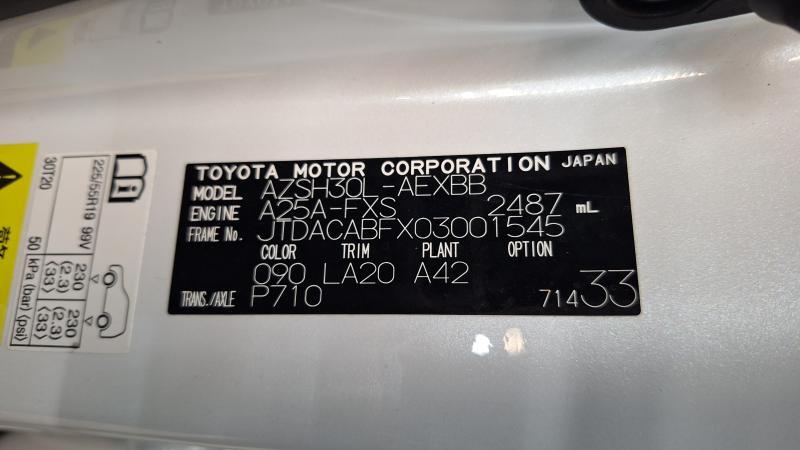 TOYOTA MOTOR CORPORATION JAPAN
MODEL AZSH30L-AEXBB
ENGINE A25A-FXS 2487 mL
FRAME No. JTDACABFX03001545
COLOR TRIM PLANT OPTION
090 LA20 A42
TRANS./AXLE P710
71433
225/55R19 99V
230
(2.3)
(33)
230
(2.3)
(33)
30T20
50 kPa (bar) (psi)